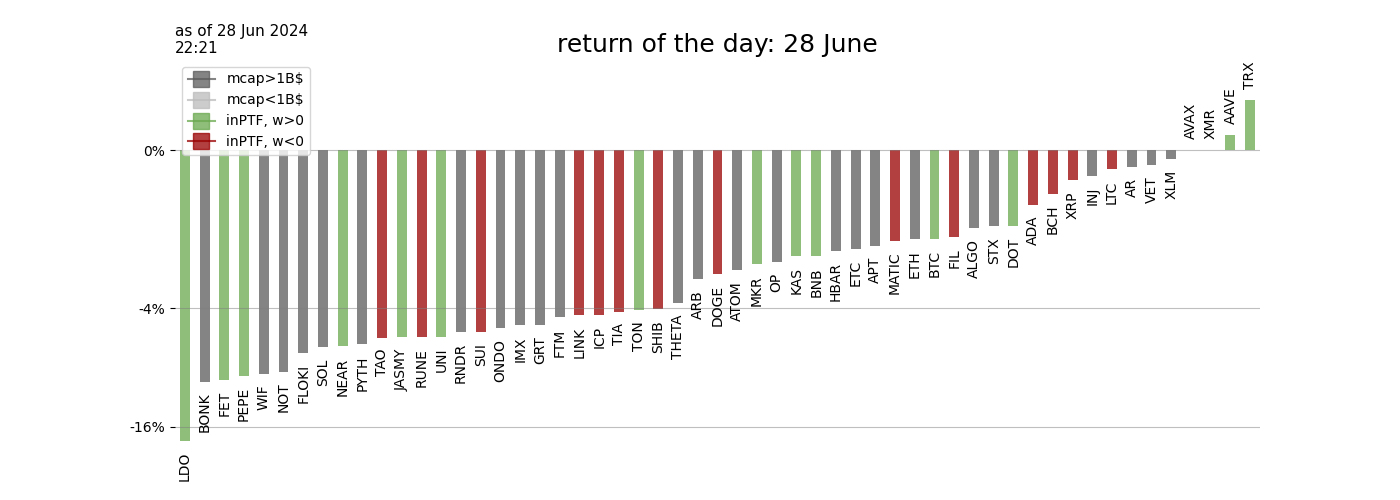 as of 28 Jun 2024
22:21
return of the day: 28 June
mcap>1B$
mcap<1B$
inPTF, w>0
inPTF, w<0
0%
-4%
-16%
LDO
BONK
FET
PEPE
WIF
NOT
FLOKI
SOL
NEAR
PYTH
TAO
JASMY
RUNE
UNI
RNDR
SUI
ONDO
IMX
GRT
FTM
LINK
ICP
TIA
TON
SHIB
THETA
ARB
DOGE
ATOM
MKR
OP
KAS
BNB
HBAR
ETC
APT
MATIC
ETH
BTC
FIL
ALGO
STX
DOT
ADA
BCH
XRP
INJ
LTC
AR
VET
XLM
AVAX
XMR
AAVE
TRX